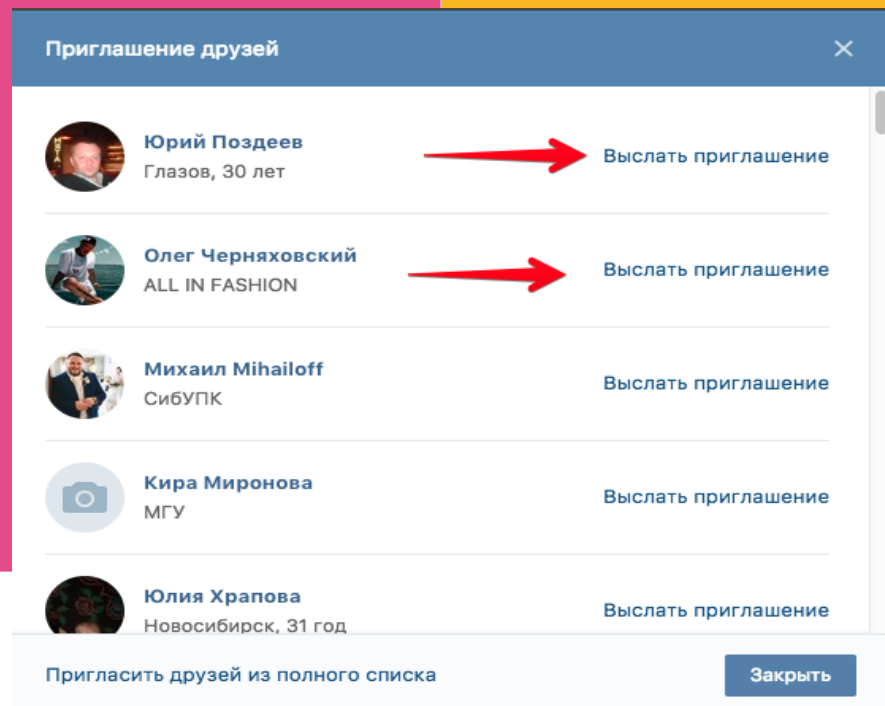 Приглашение друзей
Юрий Поздеев
Глазов, 30 лет
Выслать приглашение
Олег Черняховский
ALL IN FASHION
Выслать приглашение
Михаил Mihailoff
СибУПК
Выслать приглашение
Кира Миронова
МГУ
Выслать приглашение
Юлия Храпова
Новосибирск, 31 год
Выслать приглашение
Пригласить друзей из полного списка
Закрыть